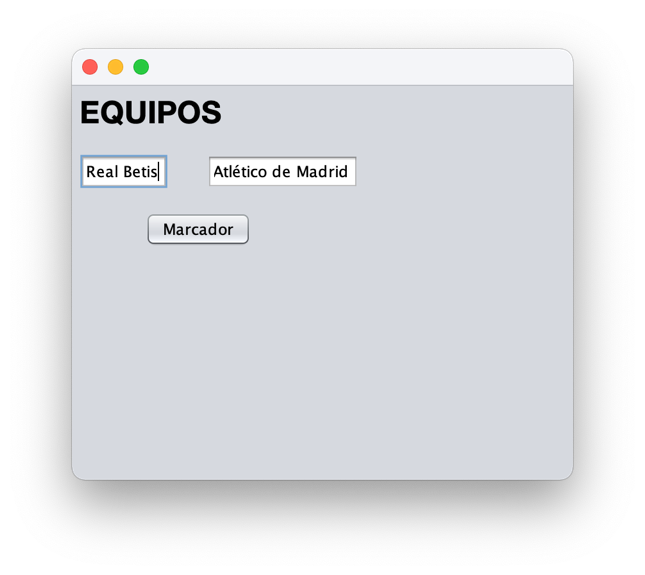 EQUIPOS
Real Betis
Atlético de Madrid
Marcador